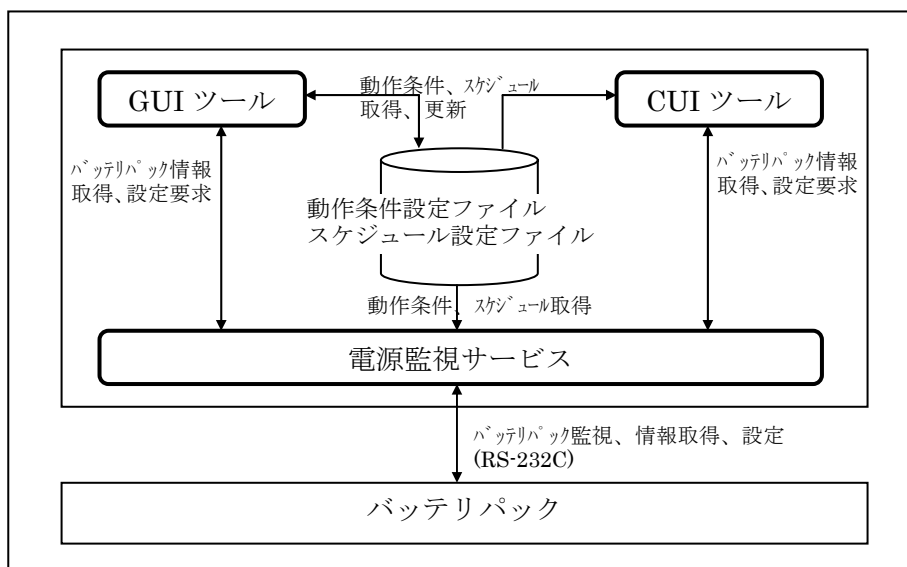 GUI ツール
動作条件、スケジュール
取得、更新
CUI ツール
バッテリパック情報
取得、設定要求
バッテリパック情報
取得、設定要求
動作条件設定ファイル
スケジュール設定ファイル
動作条件、スケジュール取得
電源監視サービス
バッテリパック監視、情報取得、設定
(RS-232C)
バッテリパック